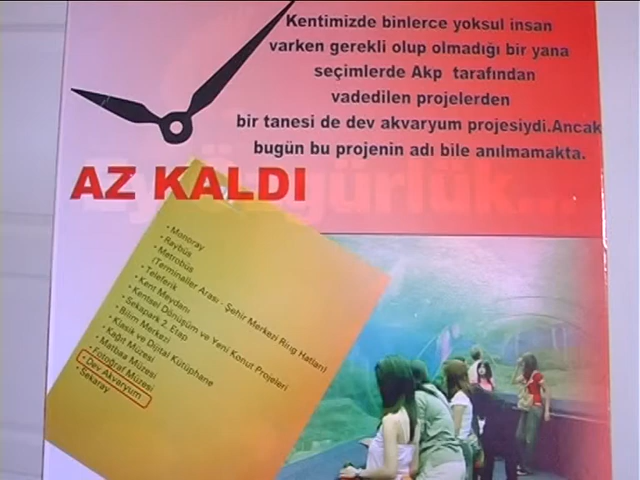 Kentimizde binlerce yoksul insan
varken gerekli olup olmadığı bir yana
seçimlerde Akp tarafından
vadedilen projelerden
bir tanesi de dev akvaryum projesiydi.Ancak
bugün bu projenin adı bile anılmamakta.
Ey Özgürlük...
AZ KALDI
• Monoray
• Raybüs
• Metrobüs
(Terminaller Arası - Şehir Merkezi Ring Hatları)
• Teleferik
• Kent Meydanı
• Kentsel Dönüşüm ve Yeni Konut Projeleri
• Sekapark 2. Etap
• Bilim Merkezi
• Klasik ve Dijital Kütüphane
• Kağıt Müzesi
• Matbaa Müzesi
• Fotoğraf Müzesi
• Dev Akvaryum
• Sekaray